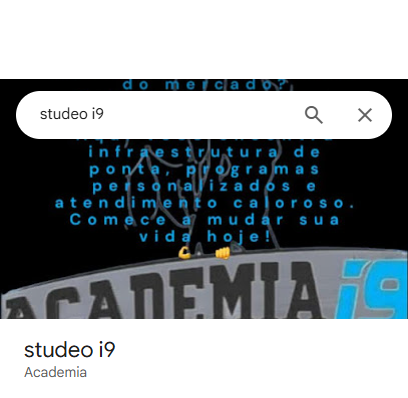 do mercado?
studeo i9
infraestrutura de
ponta, programas
personalizados e
atendimento caloroso.
Comece a mudar sua
vida hoje!
ACADEMIA i9
studeo i9
Academia